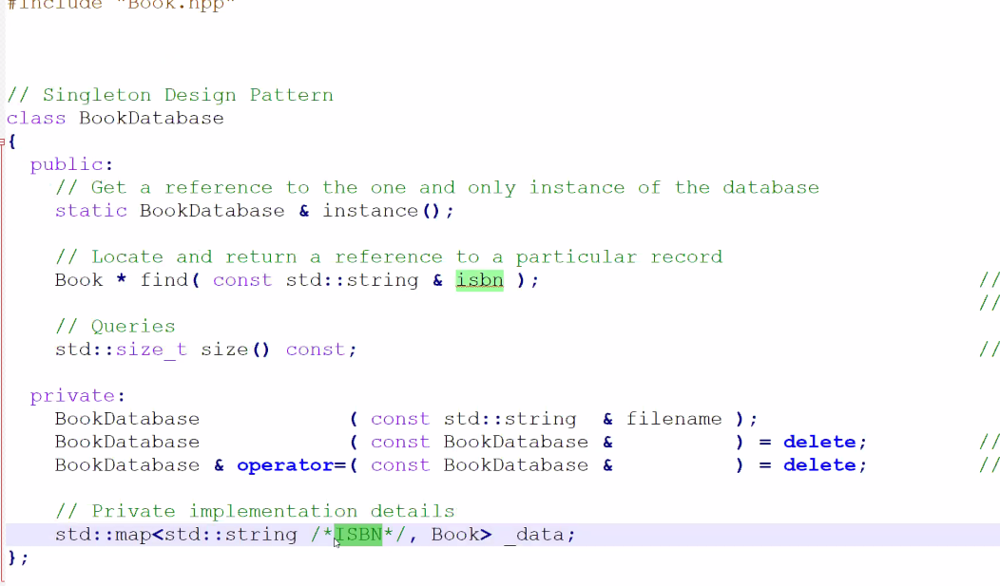 #include "Book.hpp"
// Singleton Design Pattern
class BookDatabase
{
public:
// Get a reference to the one and only instance of the database
static BookDatabase & instance();
// Locate and return a reference to a particular record
Book * find( const std::string & isbn ); //
//
// Queries
std::size_t size() const; //
private:
BookDatabase ( const std::string & filename );
BookDatabase ( const BookDatabase & ) = delete; //
BookDatabase & operator=( const BookDatabase & ) = delete; //
// Private implementation details
std::map<std::string /*ISBN*/, Book> _data;
};